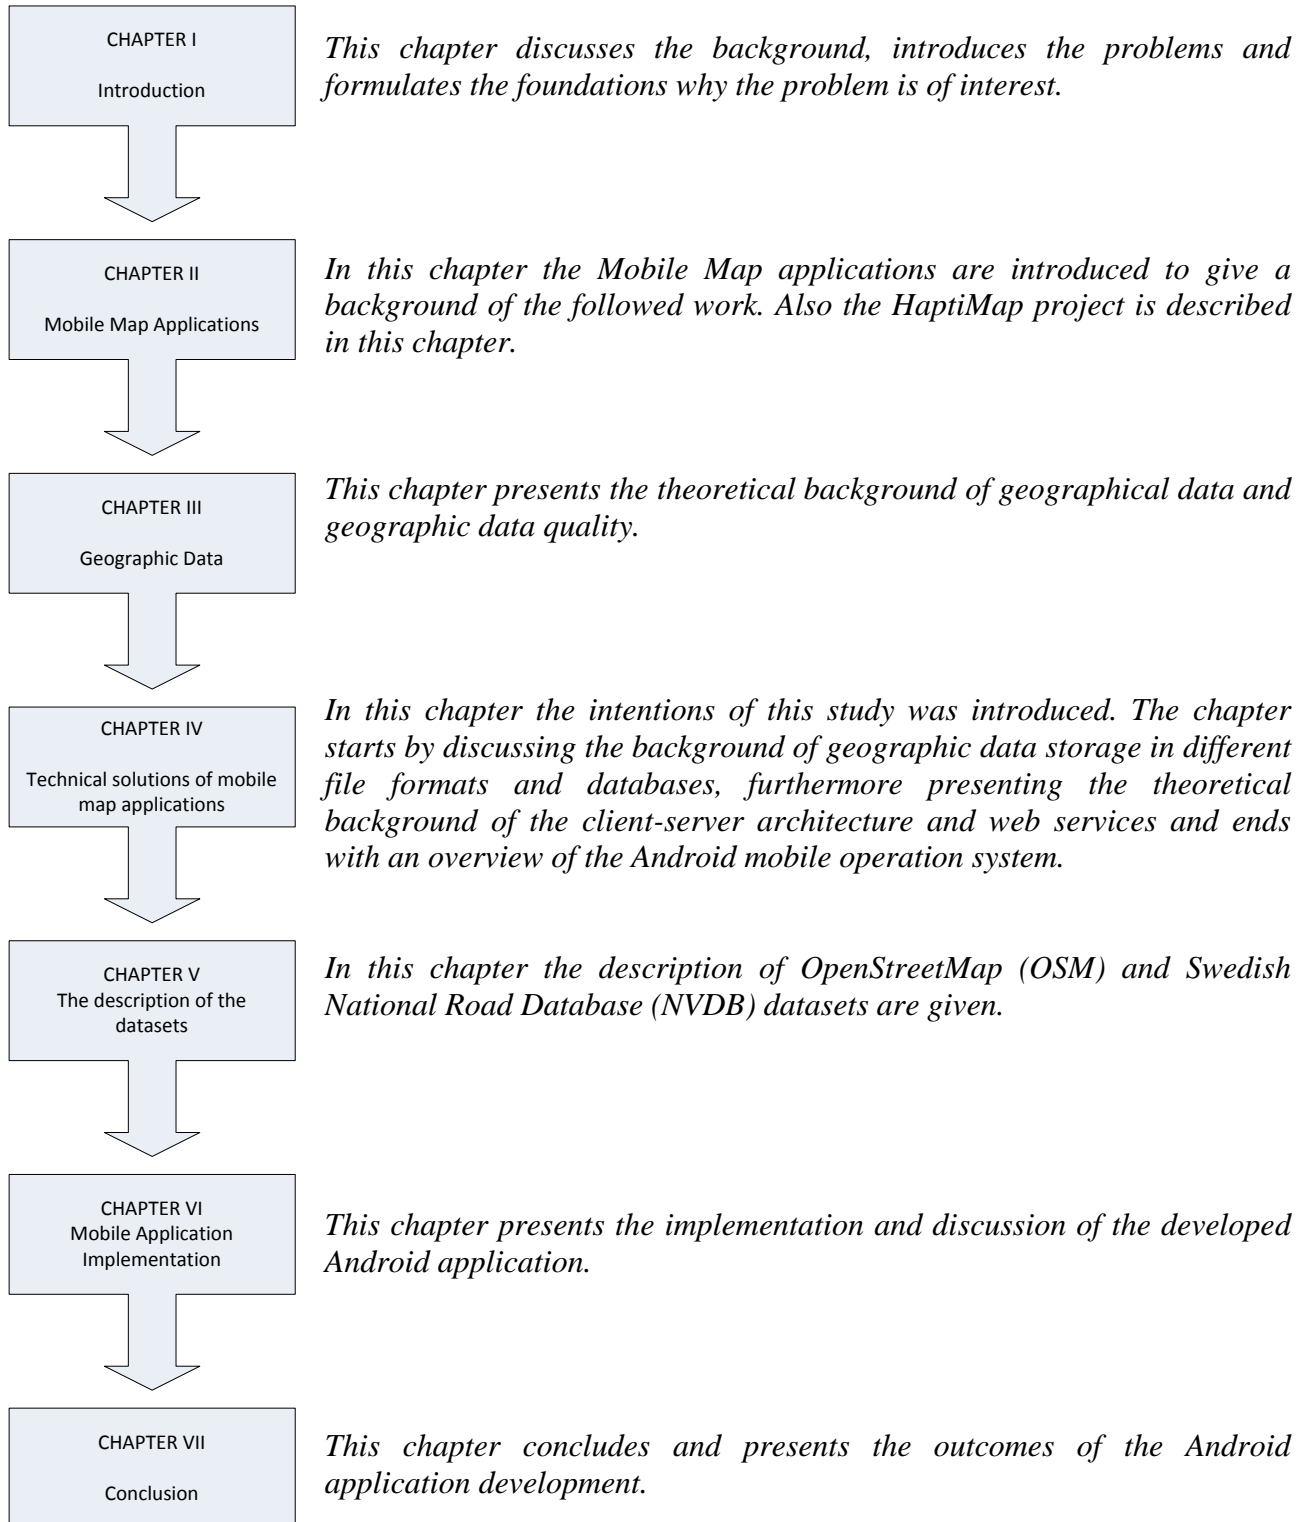 CHAPTER I
Introduction
This chapter discusses the background, introduces the problems and
formulates the foundations why the problem is of interest.
CHAPTER II
Mobile Map Applications
In this chapter the Mobile Map applications are introduced to give a
background of the followed work. Also the HaptiMap project is described
in this chapter.
CHAPTER III
Geographic Data
This chapter presents the theoretical background of geographical data and
geographic data quality.
CHAPTER IV
Technical solutions of mobile
map applications
In this chapter the intentions of this study was introduced. The chapter
starts by discussing the background of geographic data storage in different
file formats and databases, furthermore presenting the theoretical
background of the client-server architecture and web services and ends
with an overview of the Android mobile operation system.
CHAPTER V
The description of the
datasets
In this chapter the description of OpenStreetMap (OSM) and Swedish
National Road Database (NVDB) datasets are given.
CHAPTER VI
Mobile Application
Implementation
This chapter presents the implementation and discussion of the developed
Android application.
CHAPTER VII
Conclusion
This chapter concludes and presents the outcomes of the Android
application development.